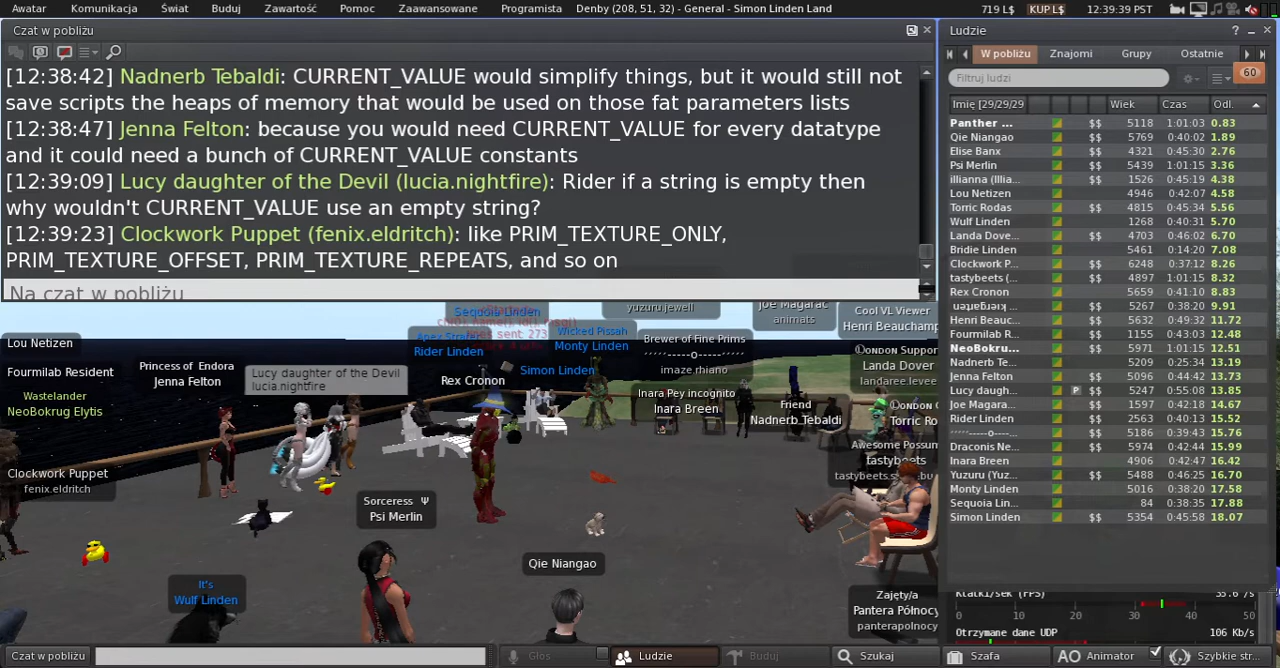 Awatar Komunikacja Świat Buduj Zawartość Pomoc Zaawansowane Programista Denby (208, 51, 32) - General - Simon Linden Land 719 L$ KUP L$ 12:39:39 PST
Czat w pobliżu
[12:38:42] Nadnerb Tebaldi: CURRENT_VALUE would simplify things, but it would still not
save scripts the heaps of memory that would be used on those fat parameters lists
[12:38:47] Jenna Felton: because you would need CURRENT_VALUE for every datatype
and it could need a bunch of CURRENT_VALUE constants
[12:39:09] Lucy daughter of the Devil (lucia.nightfire): Rider if a string is empty then
why wouldn't CURRENT_VALUE use an empty string?
[12:39:23] Clockwork Puppet (fenix.eldritch): like PRIM_TEXTURE_ONLY,
PRIM_TEXTURE_OFFSET, PRIM_TEXTURE_REPEATS, and so on
Na czat w pobliżu
Sequoia Linden
yuzuru.jewell
Joe Magarac
animats
Cool VL Viewer
Henri Beauchamp
Lou Netizen
Rider Linden
Wicked Pissah
Monty Linden
Brewer of Fine Prims
imaze.rhiano
London Support
Landa Dover
landaree.levee
Fourmilab Resident
Princess of Endora
Jenna Felton
Lucy daughter of the Devil
lucia.nightfire
Rex Cronon
Simon Linden
Wastelander
NeoBokrug Elytis
Inara Pey incognito
Inara Breen
Friend
Nadnerb Tebaldi
Torric Ro
Clockwork Puppet
fenix.eldritch
Awesome Possum
tastybeets
Sorceress Ψ
Psi Merlin
Qie Niangao
It's
Wulf Linden
Zajęty/a
Pantera Północy
panterapolnocy
Czat w pobliżu Głos Ludzie Buduj Szukaj Szafa AO Animator Szybkie str...
Ludzie
W pobliżu Znajomi Grupy Ostatnie
Filtruj ludzi 60
Imię [29/29/29 Wiek Czas Odl.
Panther ... $$ 5118 1:01:03 0.83
Qie Niangao 5769 0:40:02 1.89
Elise Banx $$ 4321 0:45:30 2.76
Psi Merlin $$ 5439 1:01:15 3.36
illianna (Illia... $$ 1526 0:45:19 4.38
Lou Netizen 4946 0:42:07 4.58
Torric Rodas $$ 4815 0:45:34 5.56
Wulf Linden 1268 0:40:31 5.70
Landa Dove... $$ 4703 0:46:02 6.70
Bridie Linden 5461 0:14:20 7.08
Clockwork P... $$ 6248 0:37:12 8.26
tastybeets (... $$ 4897 1:01:15 8.32
Rex Cronon 5659 0:41:10 8.83
$$ 5267 0:38:20 9.91
Henri Beauc... $$ 5732 0:49:32 11.72
Fourmilab R... $$ 1155 0:43:03 12.48
NeoBokru... $$ 5971 1:01:15 12.51
Nadnerb Te... $$ 5209 0:25:34 13.19
Jenna Felton $$ 5096 0:44:42 13.73
Lucy daugh... P $$ 5247 0:55:08 13.85
Joe Magara... $$ 1597 0:42:18 14.67
Rider Linden $$ 2563 0:40:13 15.52
$$ 5186 0:39:43 15.76
Draconis Ne... $$ 5974 0:42:44 15.99
Inara Breen 4906 0:42:47 16.42
Yuzuru (Yuz... $$ 5488 0:46:25 16.70
Monty Linden 5016 0:38:20 17.58
Sequoia Lin... 84 0:38:35 17.88
Simon Linden $$ 5354 0:45:58 18.07
Klatki/sek (FPS) 35.6 /s
0 10 20 30
Otrzymane dane UDP 106 Kb/s
0 10 20 30 40 50